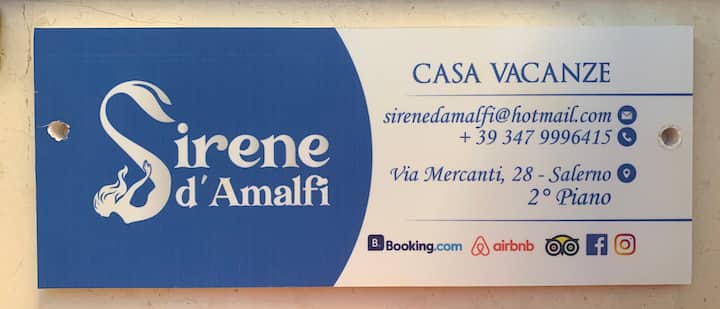 Sirene
d'Amalfi
CASA VACANZE
sirenedamalfi@hotmail.com
+ 39 347 9996415
Via Mercanti, 28 - Salerno
2° Piano
B. Booking.com airbnb